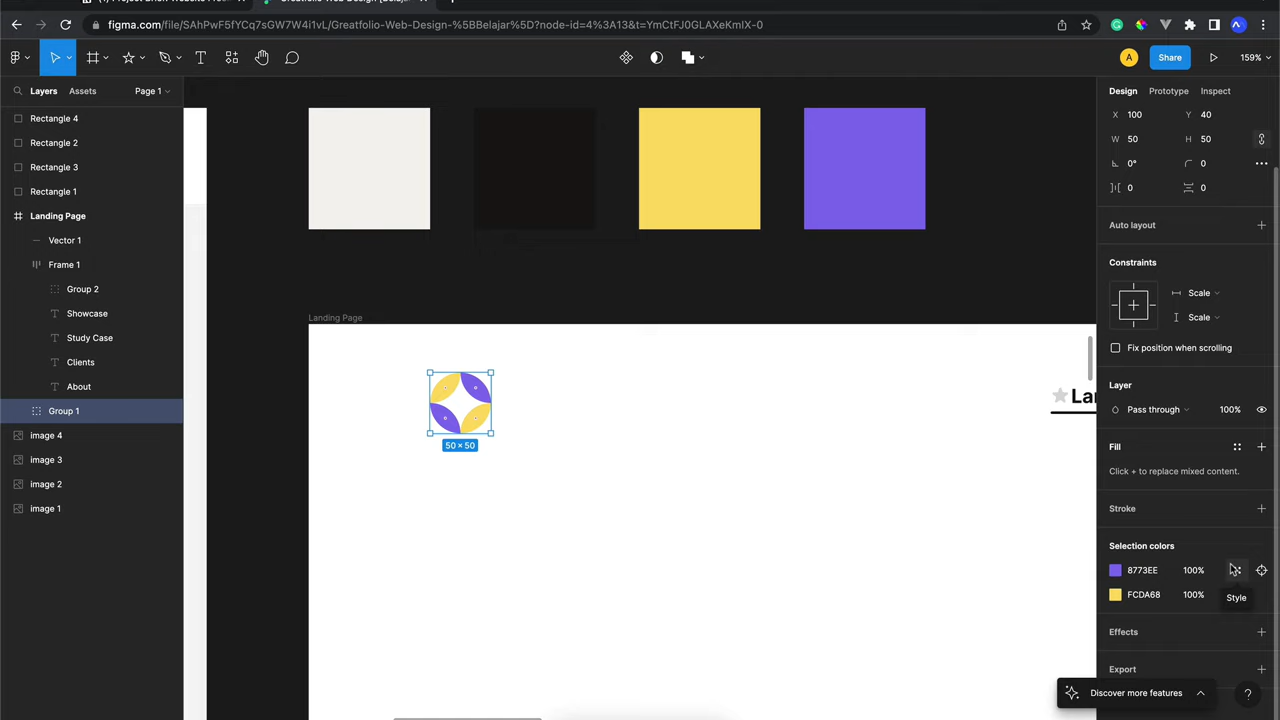 figma.com/file/SAhPwF5fYCq7sGW7W4i1vL/Greatfolio-Web-Design-%5BBelajar%5D?node-id=4%3A13&t=YmCtFJ0GLAXeKmIX-0
A
Share
159%
Layers
Assets
Page 1
Rectangle 4
Rectangle 2
Rectangle 3
Rectangle 1
Landing Page
Vector 1
Frame 1
Group 2
Showcase
Study Case
Clients
About
Group 1
image 4
image 3
image 2
image 1
Landing Page
50 × 50
Lan
Design
Prototype
Inspect
X 100
Y 40
W 50
H 50
0°
0
0
0
Auto layout
Constraints
Scale
Scale
Fix position when scrolling
Layer
Pass through
100%
Fill
Click + to replace mixed content.
Stroke
Selection colors
8773EE 100%
FCDA68 100%
Style
Effects
Export
Discover more features
?